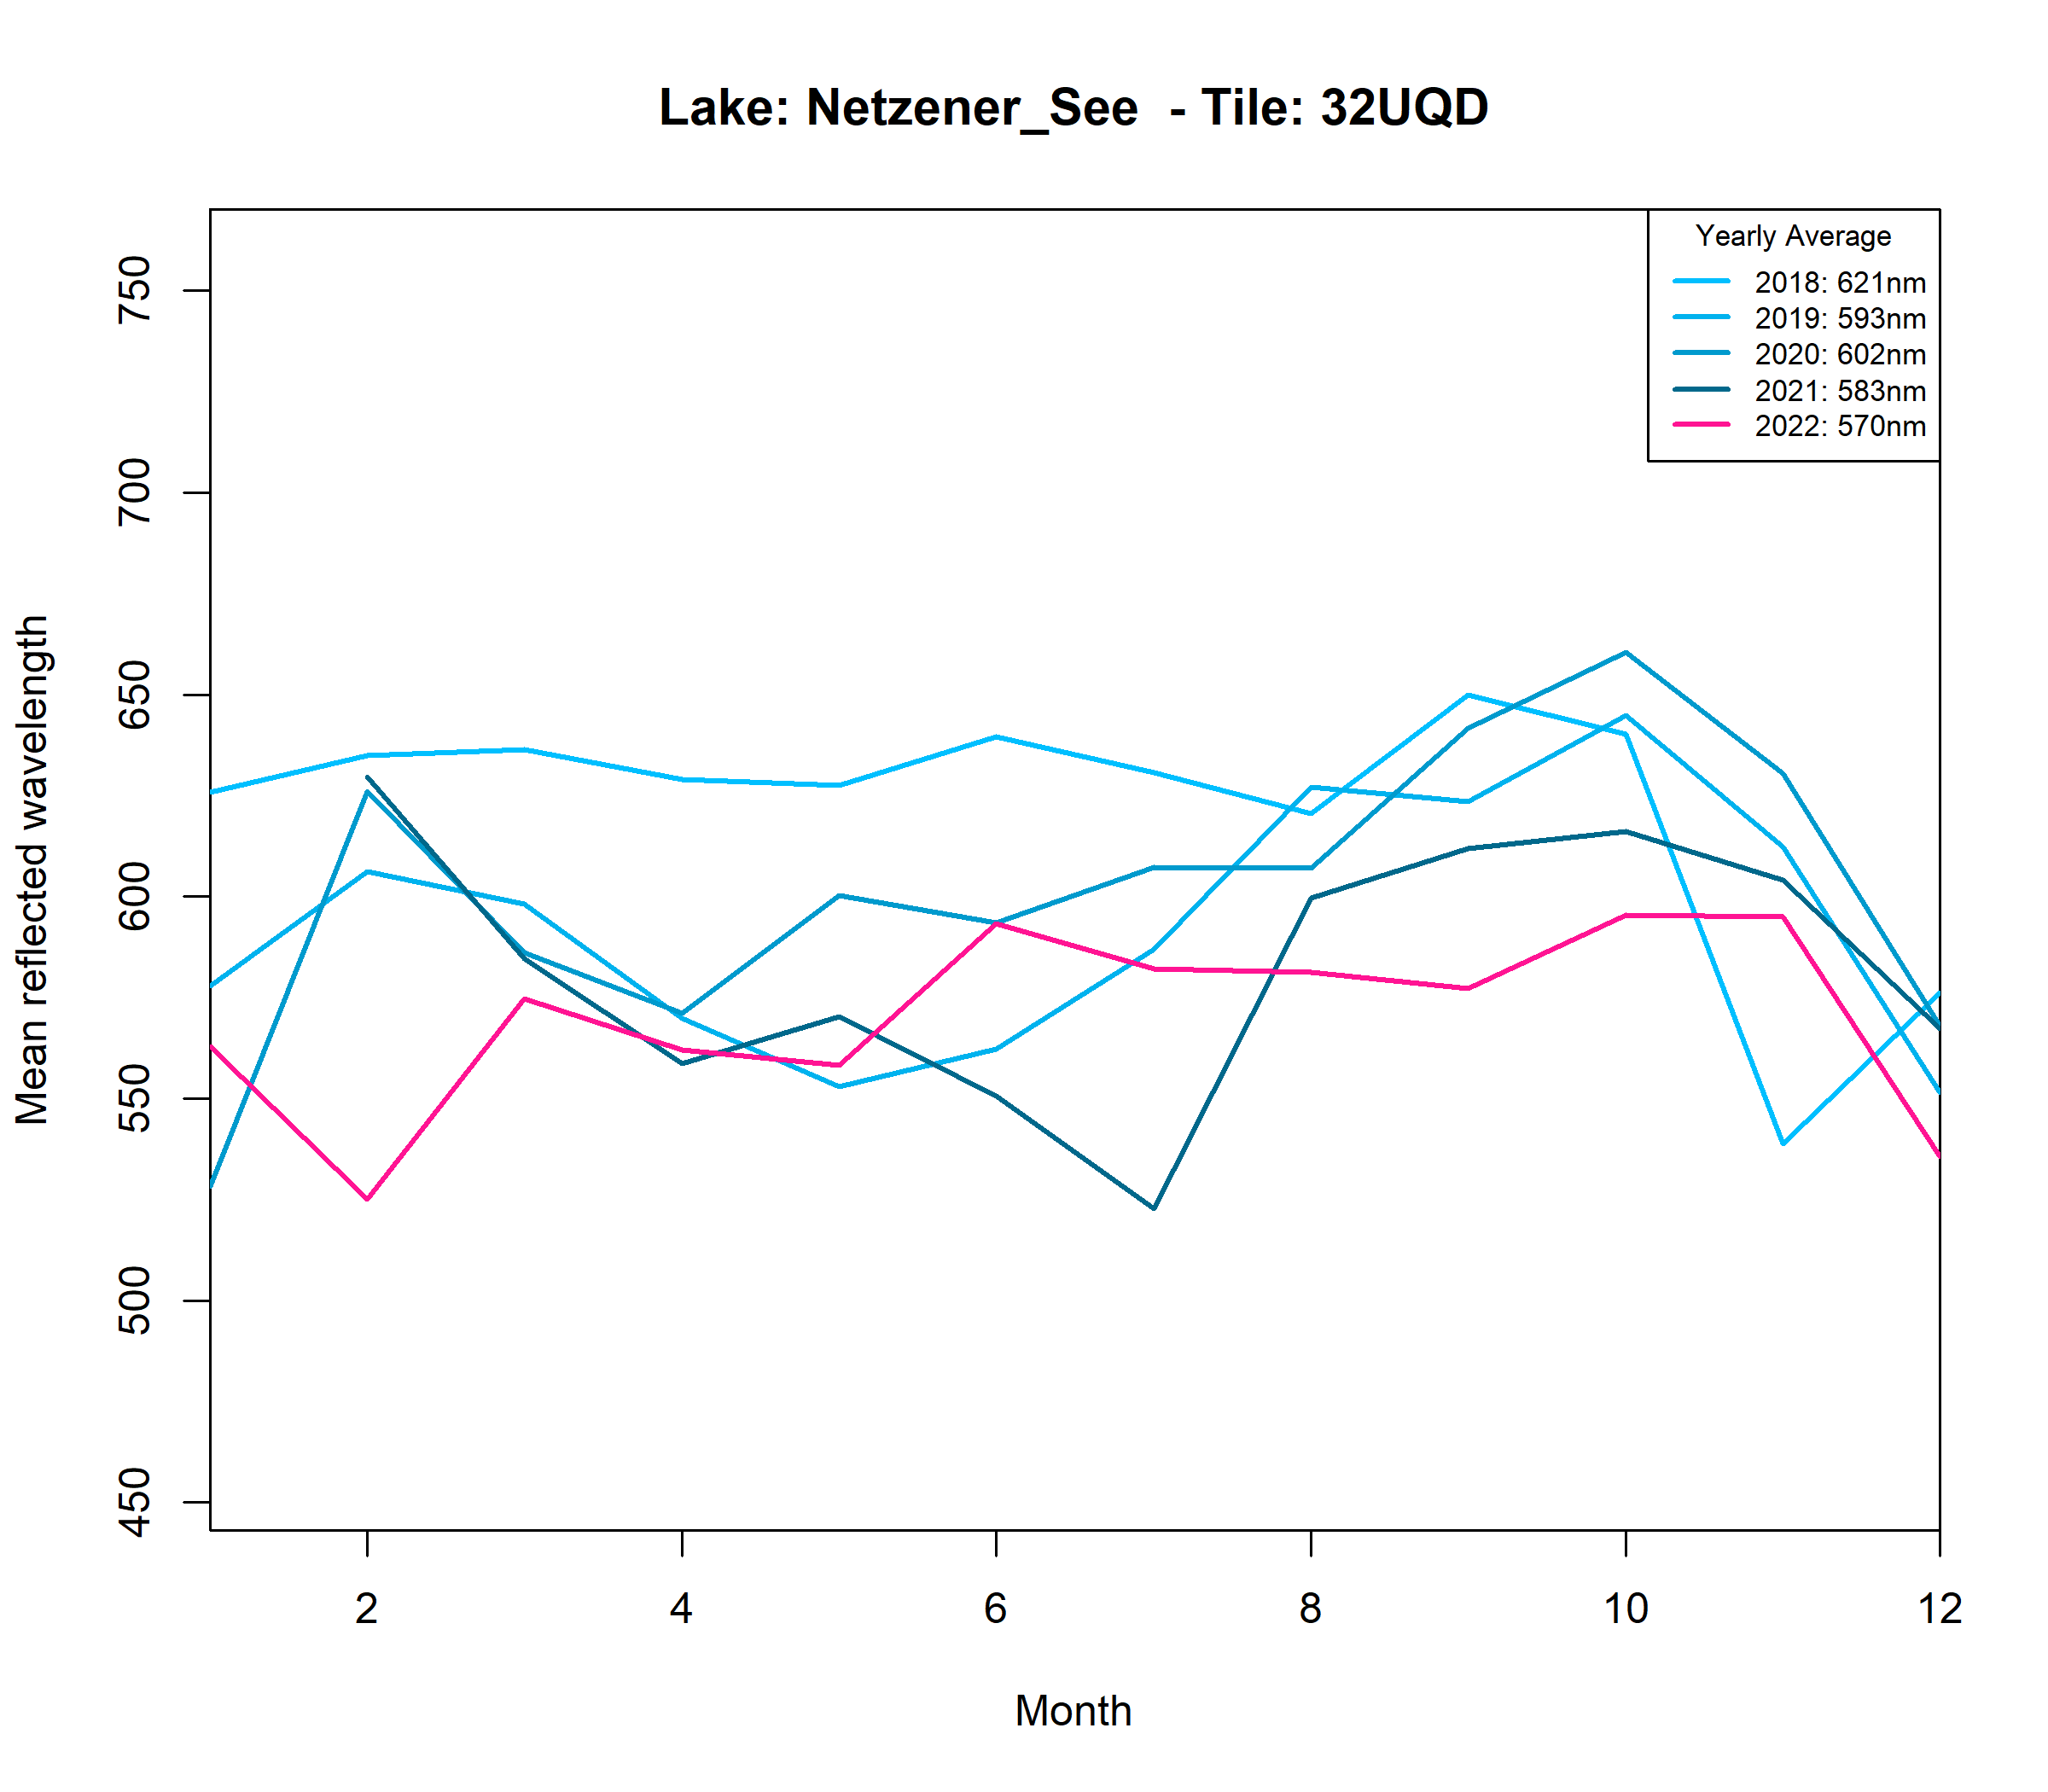 Lake: Netzener_See - Tile: 32UQD
Yearly Average
2018: 621nm
2019: 593nm
2020: 602nm
2021: 583nm
2022: 570nm
Mean reflected wavelength
750
700
650
600
550
500
450
2 4 6 8 10 12
Month